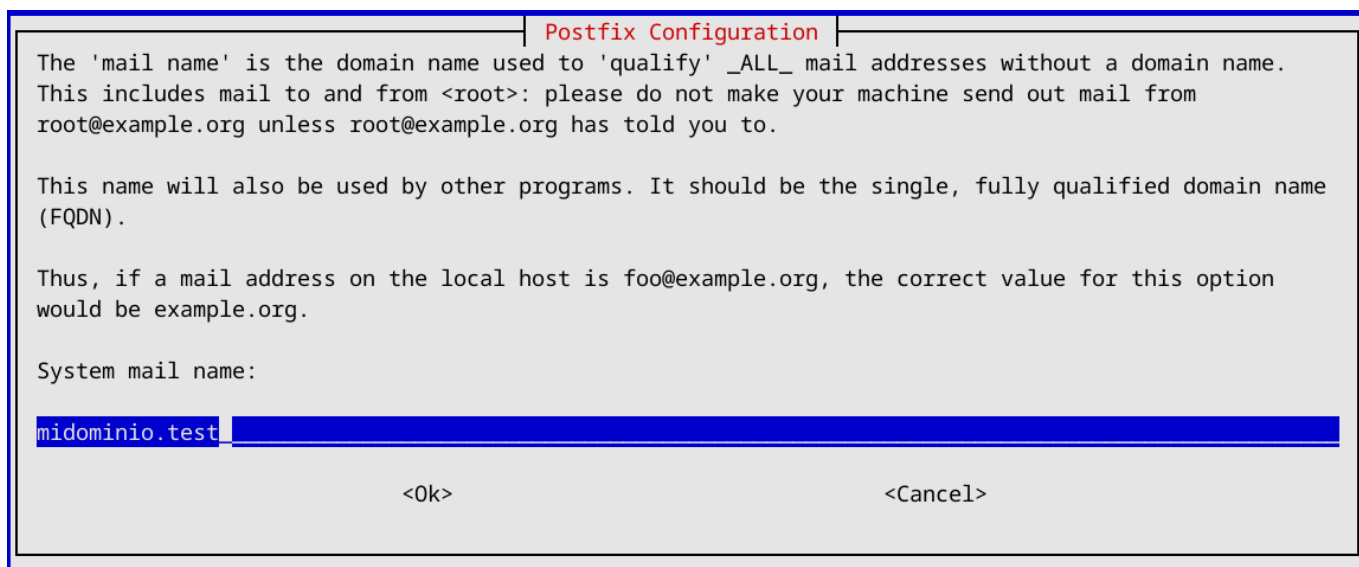 Postfix Configuration
The 'mail name' is the domain name used to 'qualify' _ALL_ mail addresses without a domain name.
This includes mail to and from <root>: please do not make your machine send out mail from
root@example.org unless root@example.org has told you to.
This name will also be used by other programs. It should be the single, fully qualified domain name
(FQDN).
Thus, if a mail address on the local host is foo@example.org, the correct value for this option
would be example.org.
System mail name:
midominio.test
<Ok> <Cancel>